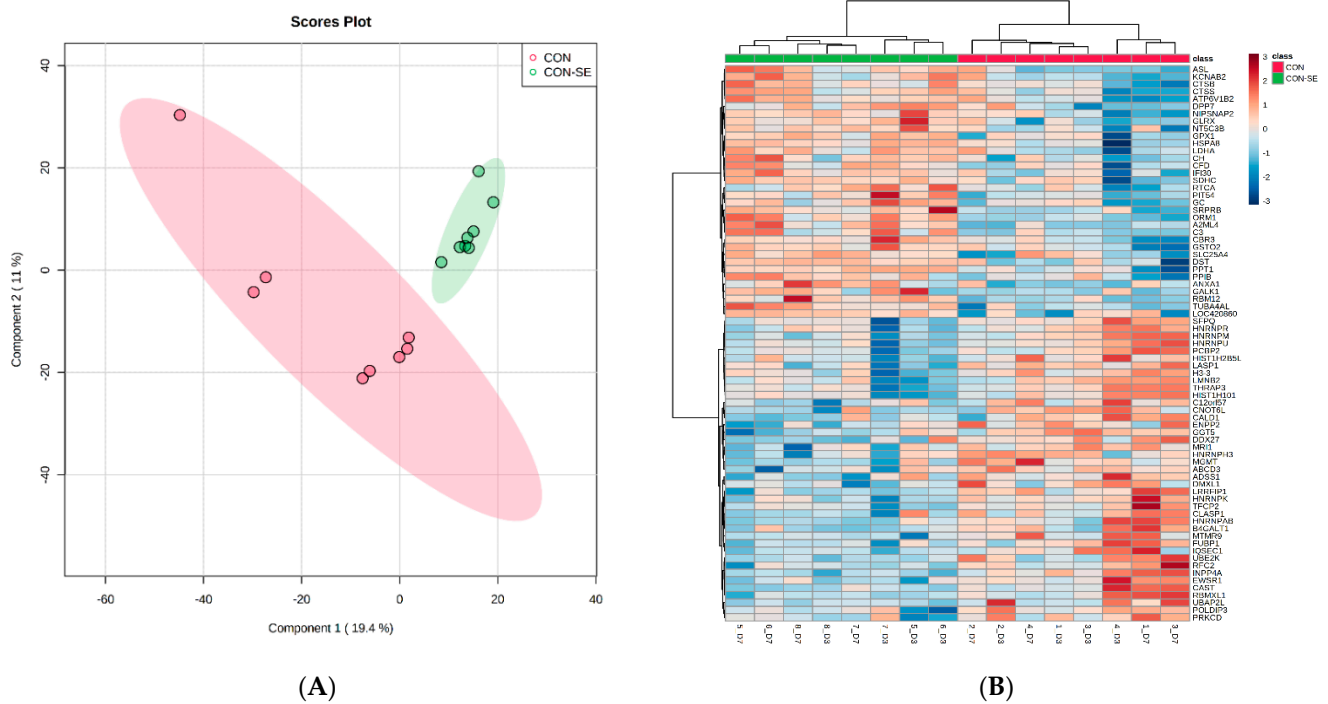 Scores Plot
CON
CON-SE
40
20
0
-20
-40
Component 2 ( 11 %)
-60
-40
-20
0
20
40
Component 1 ( 19.4 %)
(A)
class
ASL
KCNAB2
CTSB
CTSS
ATP6V1B2
DPP7
NIPSNAP2
GLRX
NT5C3B
GPX1
HSPA8
LDHA
CH
CFD
IFI30
SDHC
RTCA
PIT54
GC
SRPRB
ORM1
A2ML4
C3
CBR3
GSTO2
SLC25A4
DST
PPT1
PPIB
ANXA1
GALK1
RBM12
TUBA4AL
LOC420860
SFPQ
HNRNPR
HNRNPM
HNRNPU
PCBP2
HIST1H2B5L
LASP1
H3-3
LMNB2
THRAP3
HIST1H101
C12orf57
CNOT6L
CALD1
ENPP2
GGT5
DDX27
MRI1
HNRNPH3
MGMT
ABCD3
ADSS1
DMXL1
LRRFIP1
HNRNPK
TFCP2
CLASP1
HNRNPAB
B4GALT1
MTMR9
FUBP1
IQSEC1
UBE2K
RFC2
INPP4A
EWSR1
CAST
RBMXL1
UBAP2L
POLDIP3
PRKCD
5_D7
6_D7
8_D7
8_D3
7_D7
7_D3
5_D3
6_D3
2_D7
2_D3
4_D7
1_D3
3_D3
4_D3
1_D7
3_D7
3
2
1
0
-1
-2
-3
class
CON
CON-SE
(B)